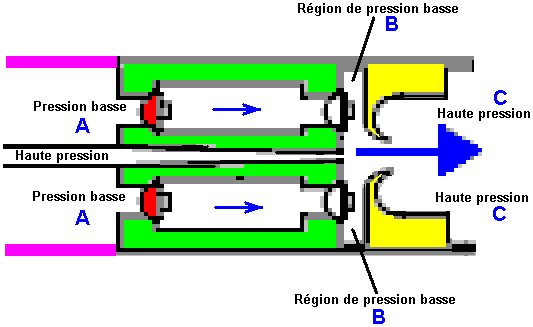 Région de pression basse
B
Pression basse
A
C
Haute pression
Haute pression
Pression basse
A
Haute pression
C
B
Région de pression basse